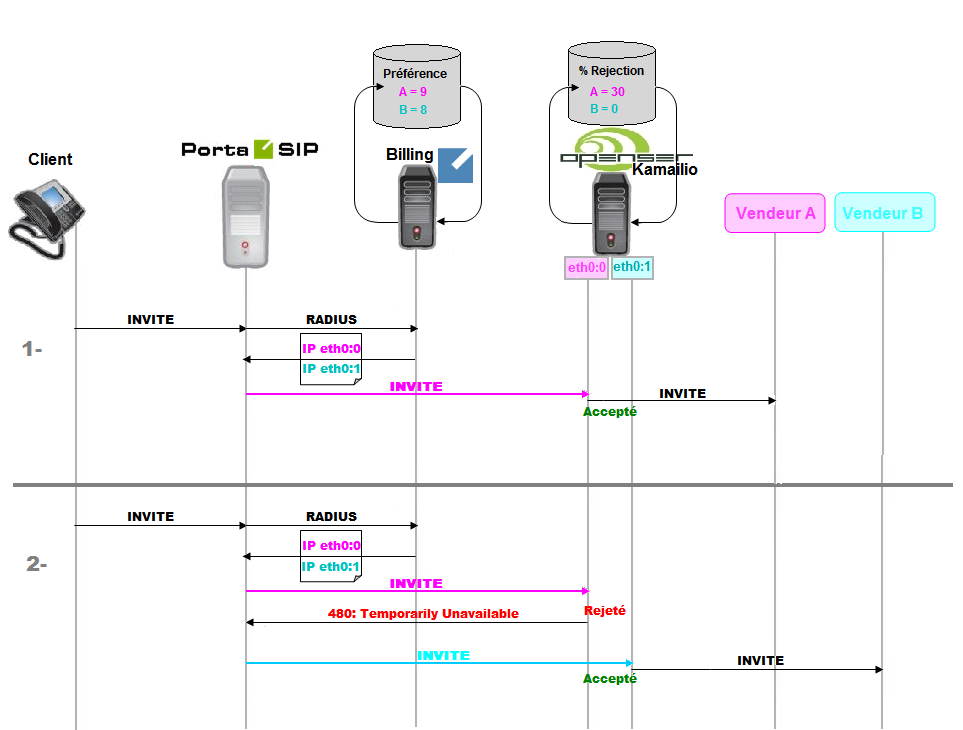 Préférence
A = 9
B = 8
% Rejection
A = 30
B = 0
Client
Porta SIP
Billing
openser
Kamailio
Vendeur A
Vendeur B
eth0:0
eth0:1
1-
INVITE
RADIUS
IP eth0:0
IP eth0:1
INVITE
INVITE
Accepté
2-
INVITE
RADIUS
IP eth0:0
IP eth0:1
INVITE
Rejeté
480: Temporarily Unavailable
INVITE
INVITE
Accepté